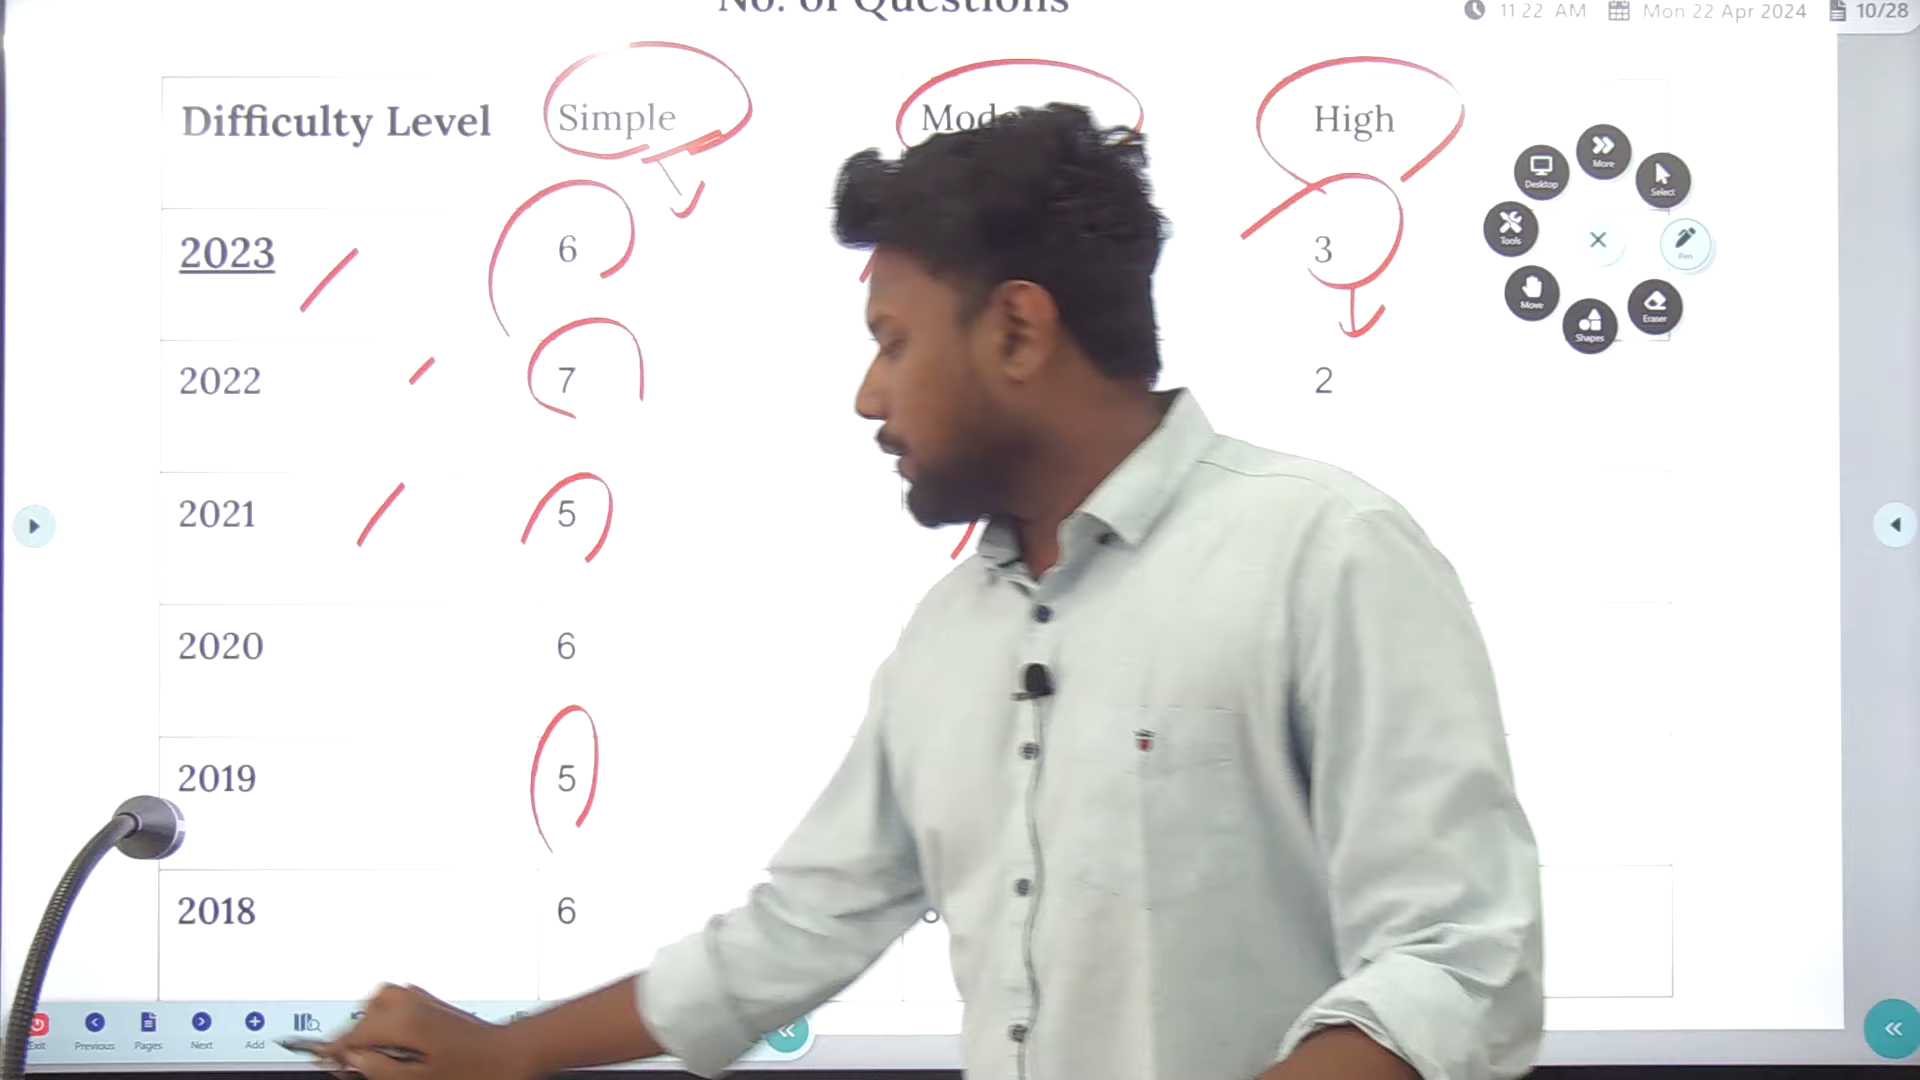 No. of Questions
11 22 AM Mon 22 Apr 2024 10/28
Difficulty Level Simple High
2023 6 3
2022 7 2
2021 5
2020 6
2019 5
2018 6
More
Desktop
Select
Tools
Pen
Move
Eraser
Shapes
Exit Previous Pages Next Add